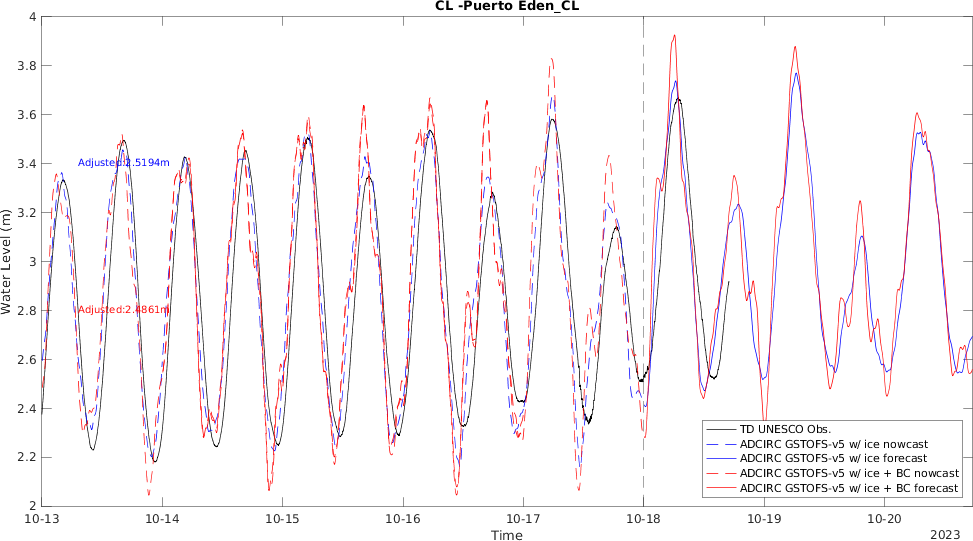 CL -Puerto Eden_CL
Water Level (m)
4
3.8
3.6
3.4
3.2
3
2.8
2.6
2.4
2.2
2
Adjusted:2.5194m
Adjusted:2.4861m
TD UNESCO Obs.
ADCIRC GSTOFS-v5 w/ ice nowcast
ADCIRC GSTOFS-v5 w/ ice forecast
ADCIRC GSTOFS-v5 w/ ice + BC nowcast
ADCIRC GSTOFS-v5 w/ ice + BC forecast
10-13 10-14 10-15 10-16 10-17 10-18 10-19 10-20
Time
2023